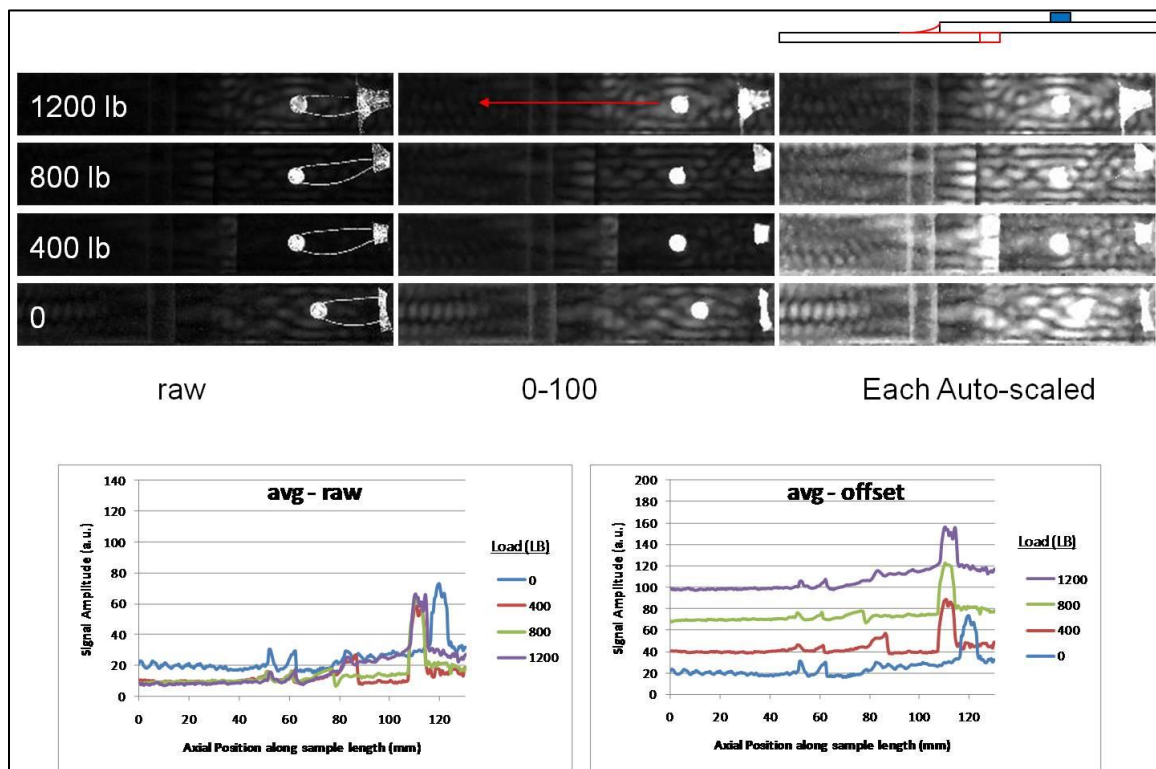 1200 lb
800 lb
400 lb
0
raw
0-100
Each Auto-scaled
avg - raw
Signal Amplitude (a.u.)
140
120
100
80
60
40
20
0
0 20 40 60 80 100 120
Axial Position along sample length (mm)
Load (LB)
0
400
800
1200
avg - offset
Signal Amplitude (a.u.)
200
180
160
140
120
100
80
60
40
20
0
0 20 40 60 80 100 120
Axial Position along sample length (mm)
Load (LB)
1200
800
400
0